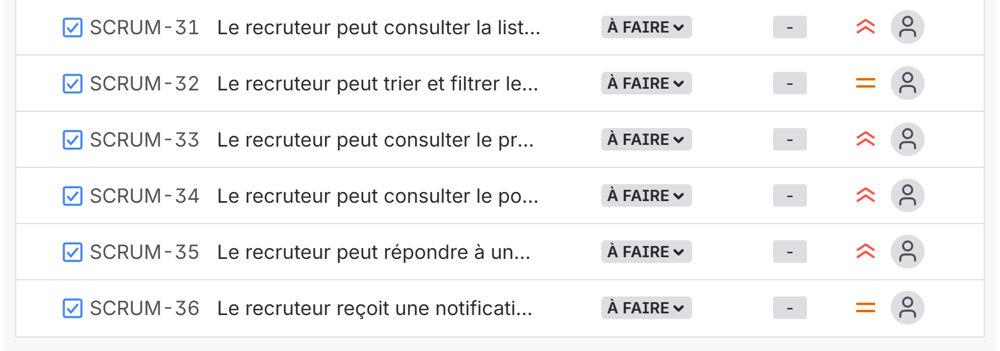 SCRUM-31 Le recruteur peut consulter la list... À FAIRE -
SCRUM-32 Le recruteur peut trier et filtrer le... À FAIRE -
SCRUM-33 Le recruteur peut consulter le pr... À FAIRE -
SCRUM-34 Le recruteur peut consulter le po... À FAIRE -
SCRUM-35 Le recruteur peut répondre à un... À FAIRE -
SCRUM-36 Le recruteur reçoit une notificati... À FAIRE -